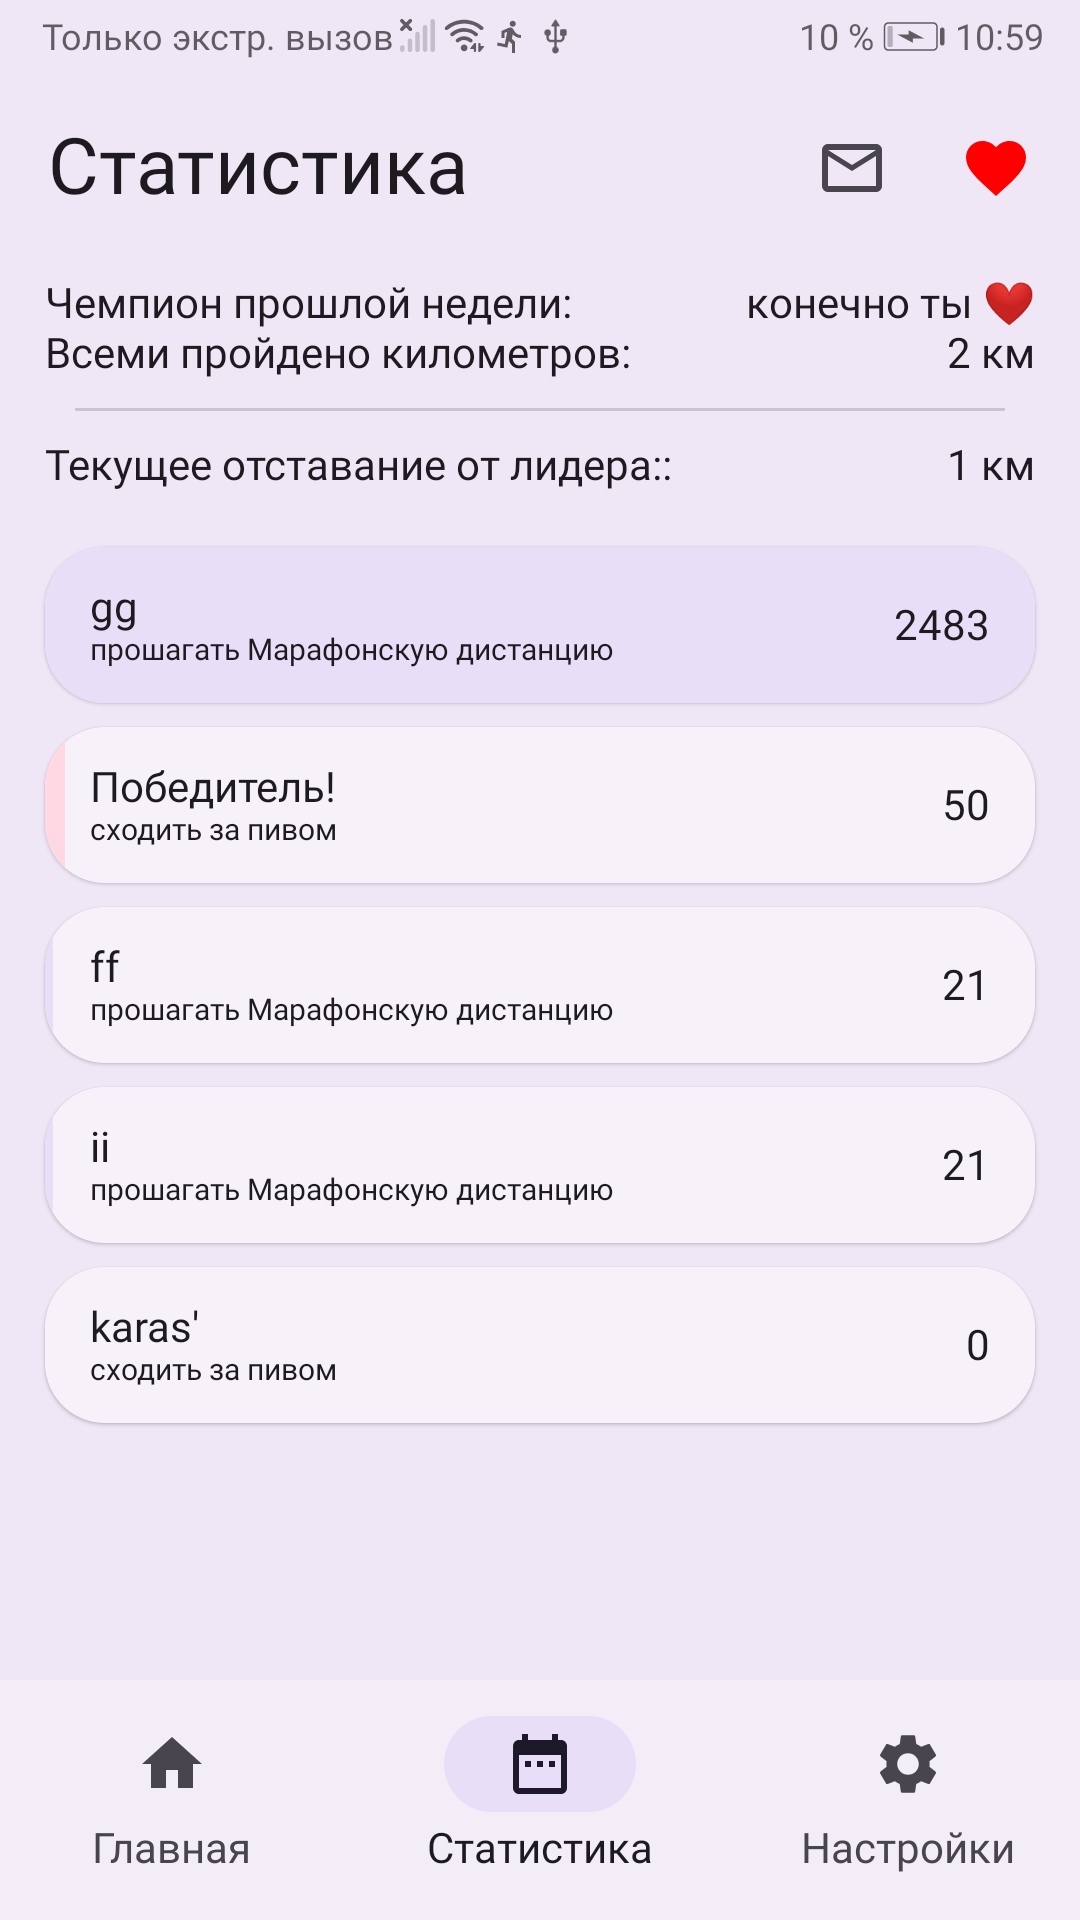 Только экстр. вызов 10 % 10:59
Статистика
Чемпион прошлой недели: конечно ты ❤️
Всеми пройдено километров: 2 км
Текущее отставание от лидера:: 1 км
gg
прошагать Марафонскую дистанцию
2483
Победитель!
сходить за пивом
50
ff
прошагать Марафонскую дистанцию
21
ii
прошагать Марафонскую дистанцию
21
karas'
сходить за пивом
0
Главная Статистика Настройки